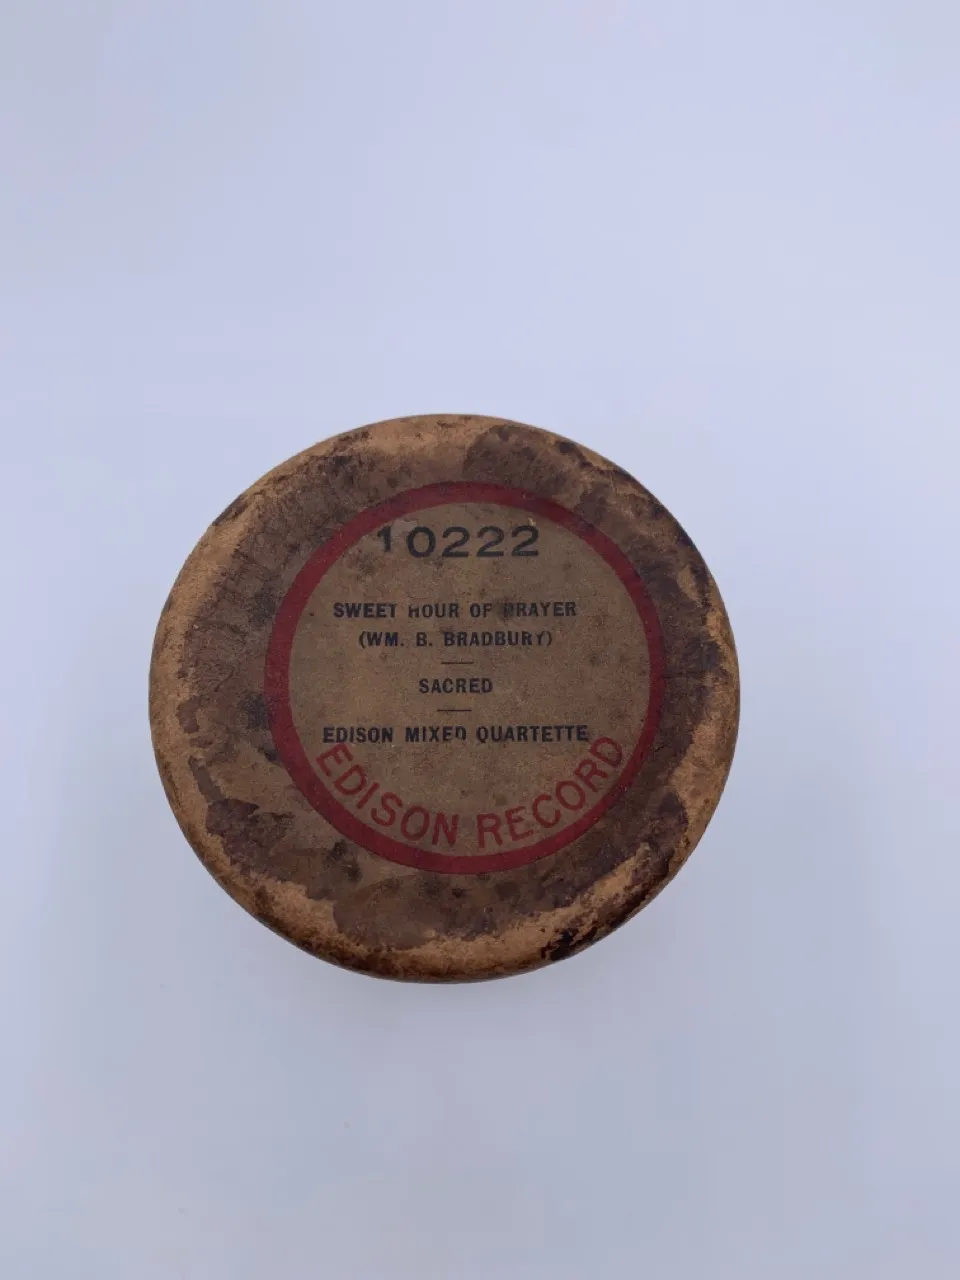 10222
SWEET HOUR OF PRAYER
(WM. B. BRADBURY)
SACRED
EDISON MIXED QUARTETTE
EDISON RECORD